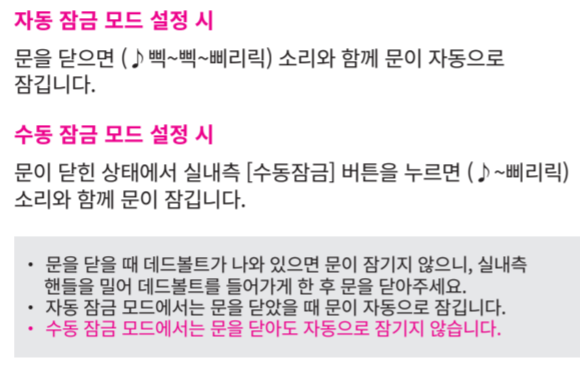 자동 잠금 모드 설정 시
문을 닫으면 (♪삑~삑~삐리릭) 소리와 함께 문이 자동으로
잠깁니다.
수동 잠금 모드 설정 시
문이 닫힌 상태에서 실내측 [수동잠금] 버튼을 누르면 (♪~삐리릭)
소리와 함께 문이 잠깁니다.
• 문을 닫을 때 데드볼트가 나와 있으면 문이 잠기지 않으니, 실내측
핸들을 밀어 데드볼트를 들어가게 한 후 문을 닫아주세요.
• 자동 잠금 모드에서는 문을 닫았을 때 문이 자동으로 잠깁니다.
• 수동 잠금 모드에서는 문을 닫아도 자동으로 잠기지 않습니다.